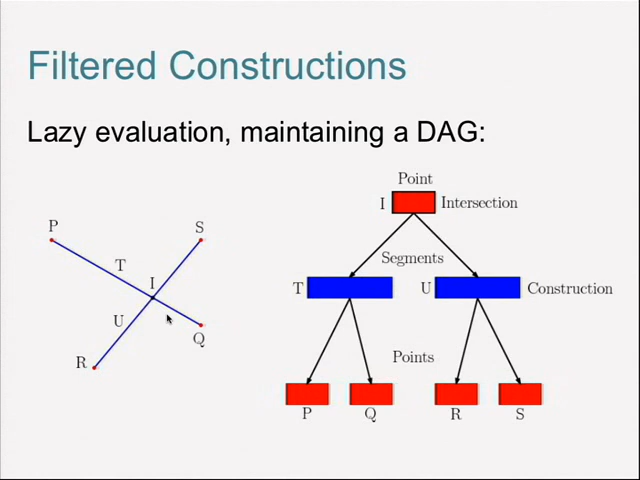 Filtered Constructions
Lazy evaluation, maintaining a DAG:
P
S
T
I
U
Q
R
Point
I Intersection
Segments
T U Construction
Points
P Q R S